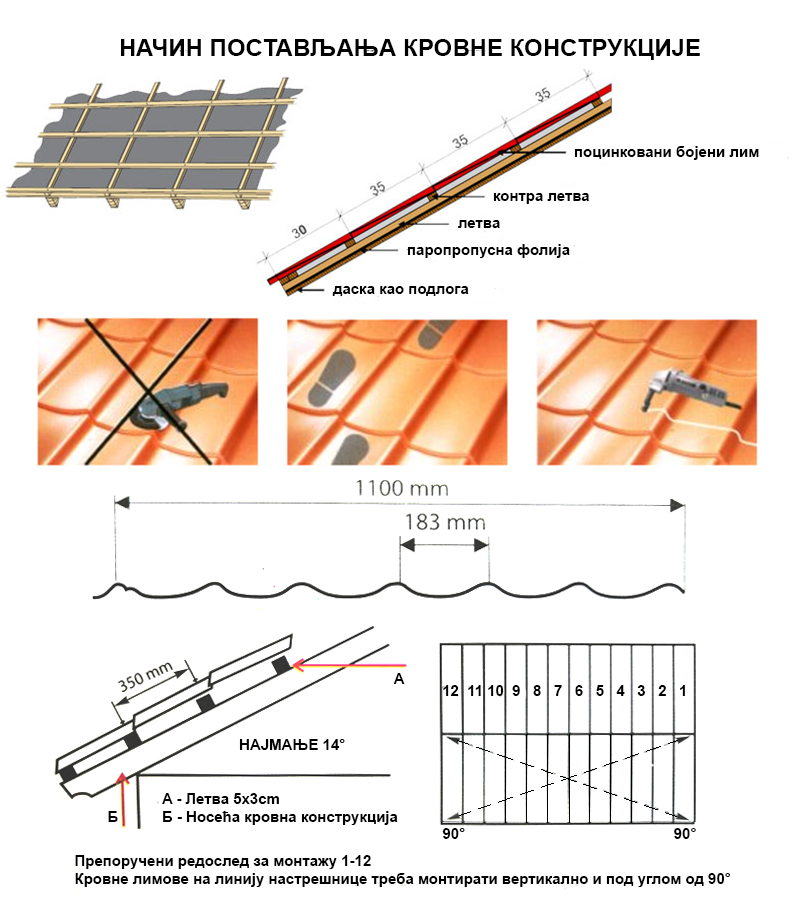 НАЧИН ПОСТАВЉАЊА КРОВНЕ КОНСТРУКЦИЈЕ
35
35
35
30
поцинковани бојени лим
контра летва
летва
паропропусна фолија
даска као подлога
1100 mm
183 mm
350 mm
А
НАЈМАЊЕ 14°
Б
А - Летва 5x3cm
Б - Носећа кровна конструкција
12 11 10 9 8 7 6 5 4 3 2 1
90° 90°
Препоручени редослед за монтажу 1-12
Кровне лимове на линију настрешнице треба монтирати вертикално и под углом од 90°